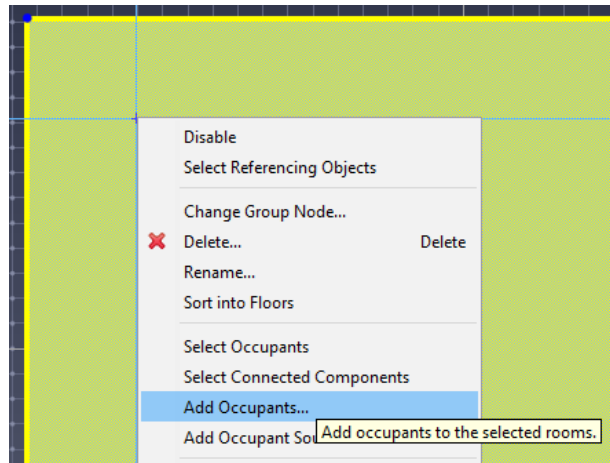 Disable
Select Referencing Objects
Change Group Node...
Delete... Delete
Rename...
Sort into Floors
Select Occupants
Select Connected Components
Add Occupants...
Add occupants to the selected rooms.
Add Occupant